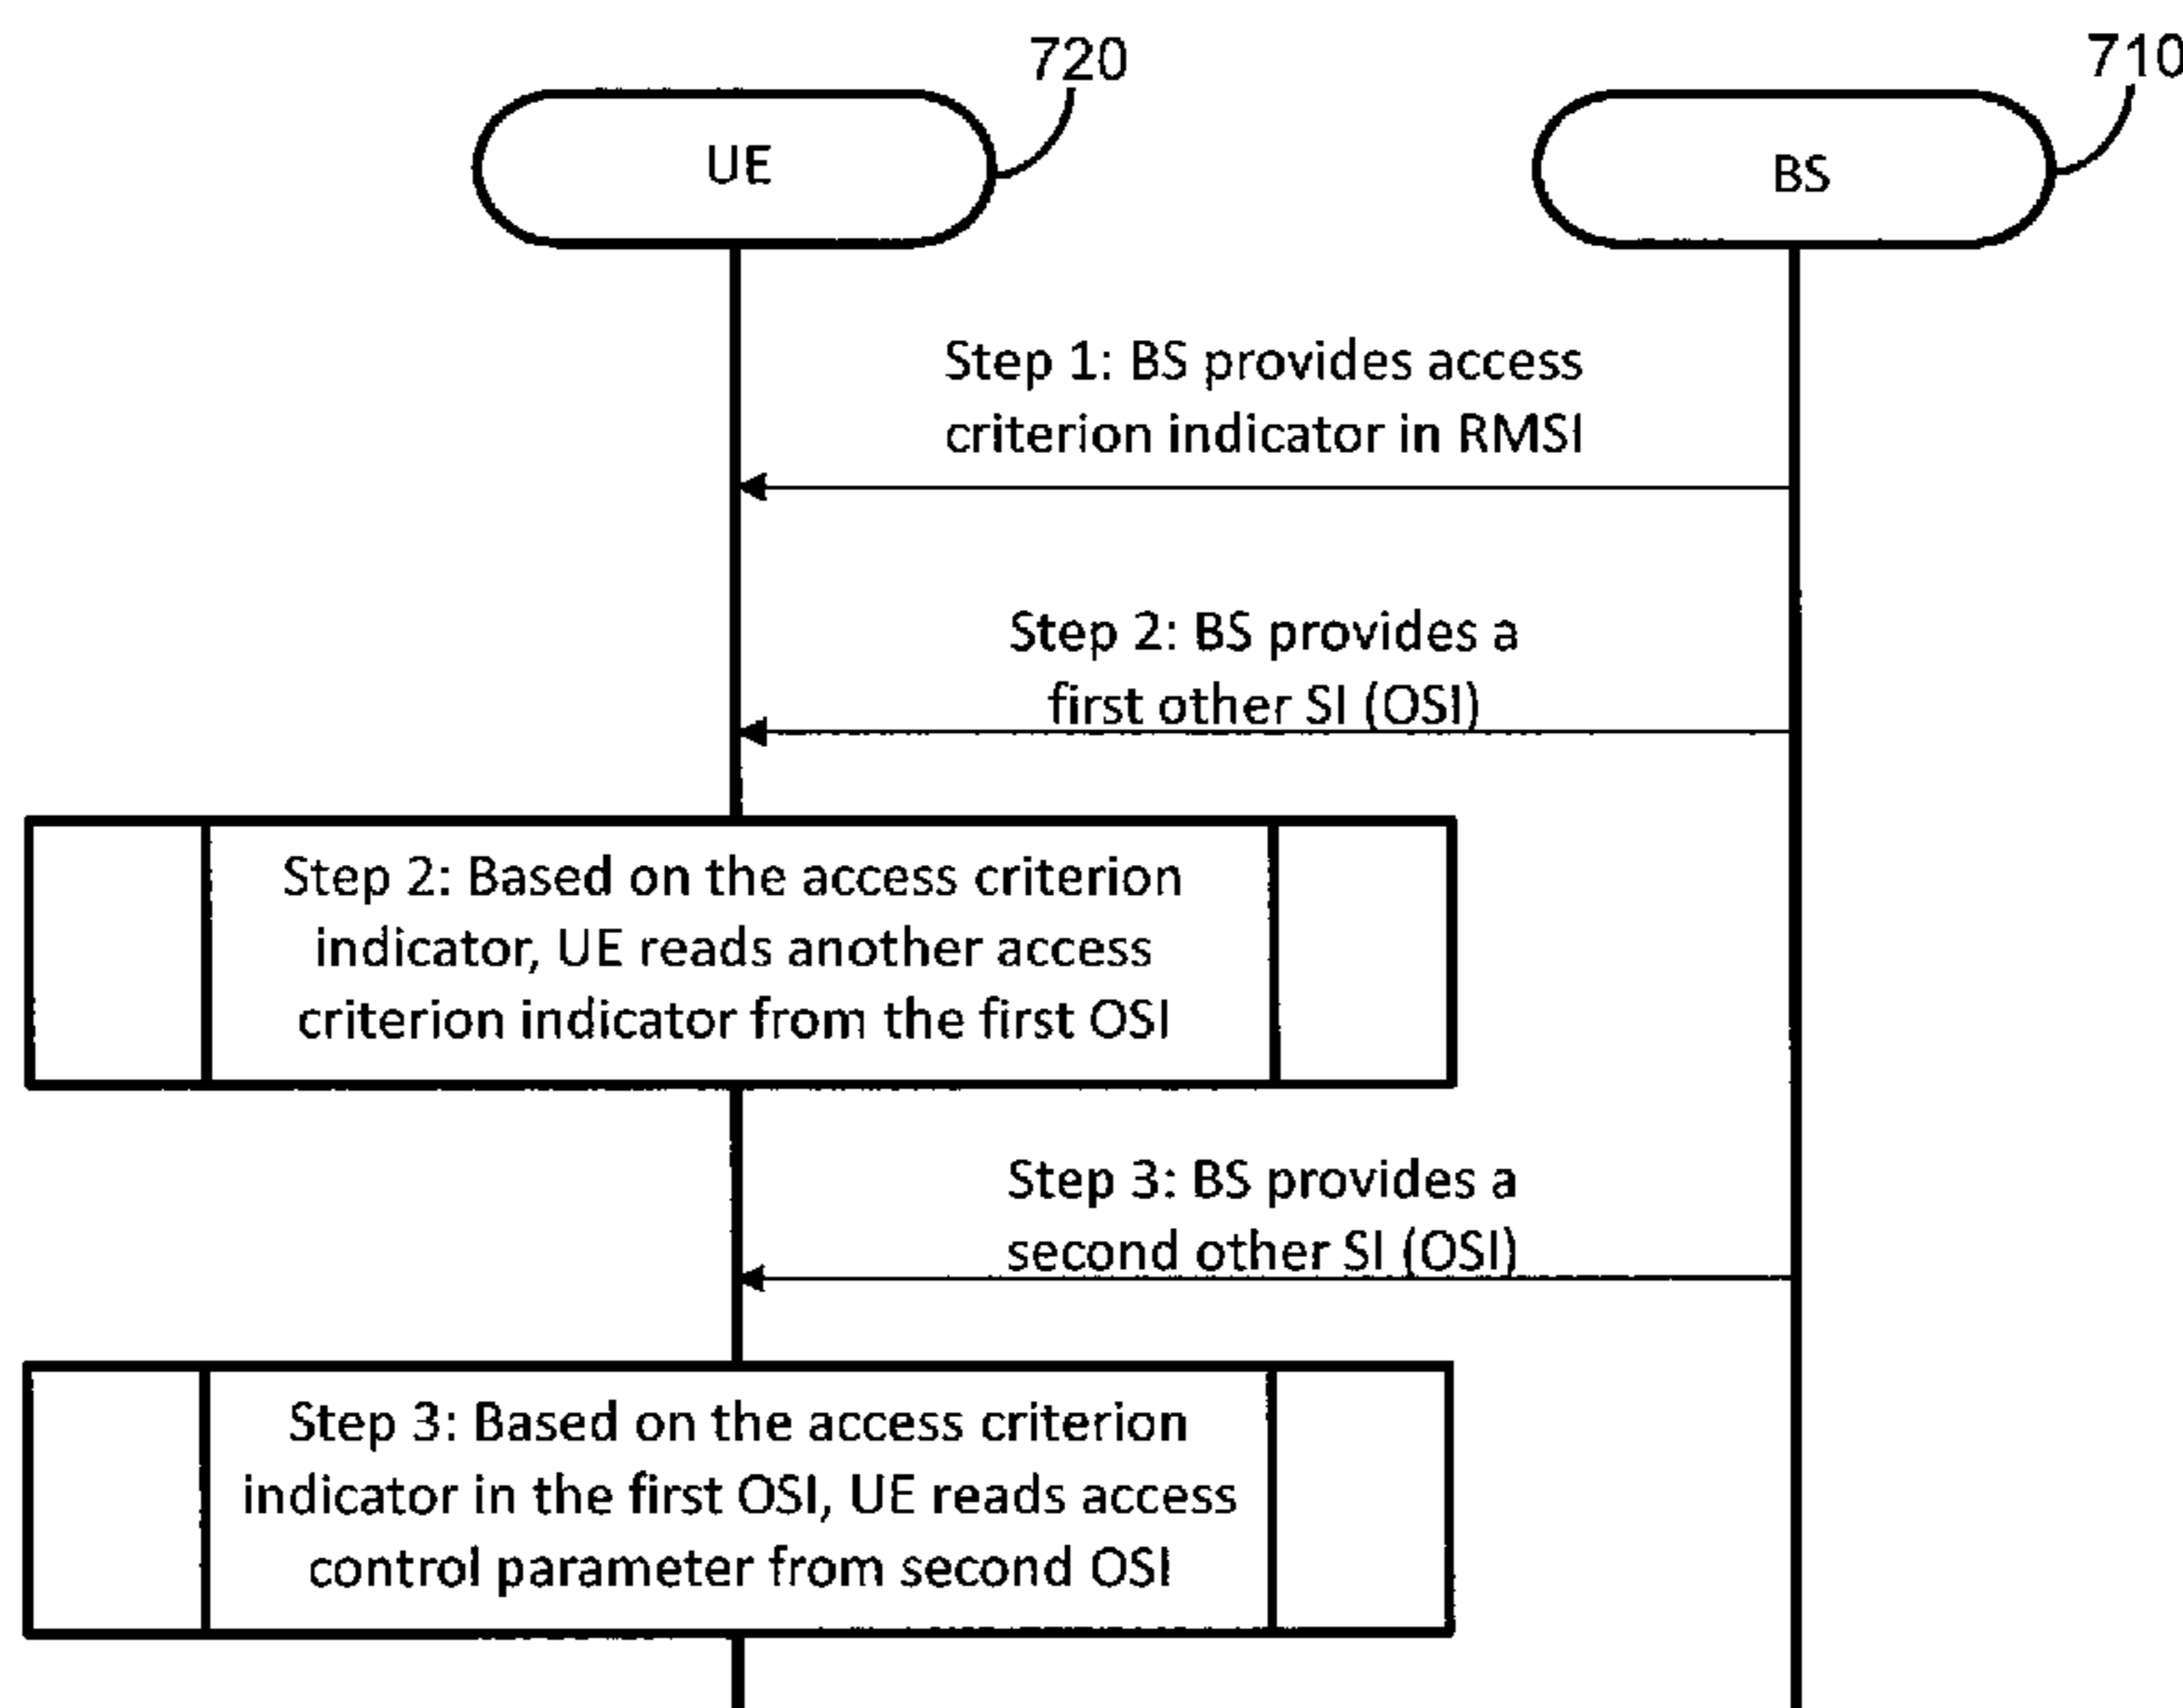 720
710
UE
BS
Step 1: BS provides access
criterion indicator in RMSI
Step 2: BS provides a
first other SI (OSI)
Step 2: Based on the access criterion
indicator, UE reads another access
criterion indicator from the first OSI
Step 3: BS provides a
second other SI (OSI)
Step 3: Based on the access criterion
indicator in the first OSI, UE reads access
control parameter from second OSI